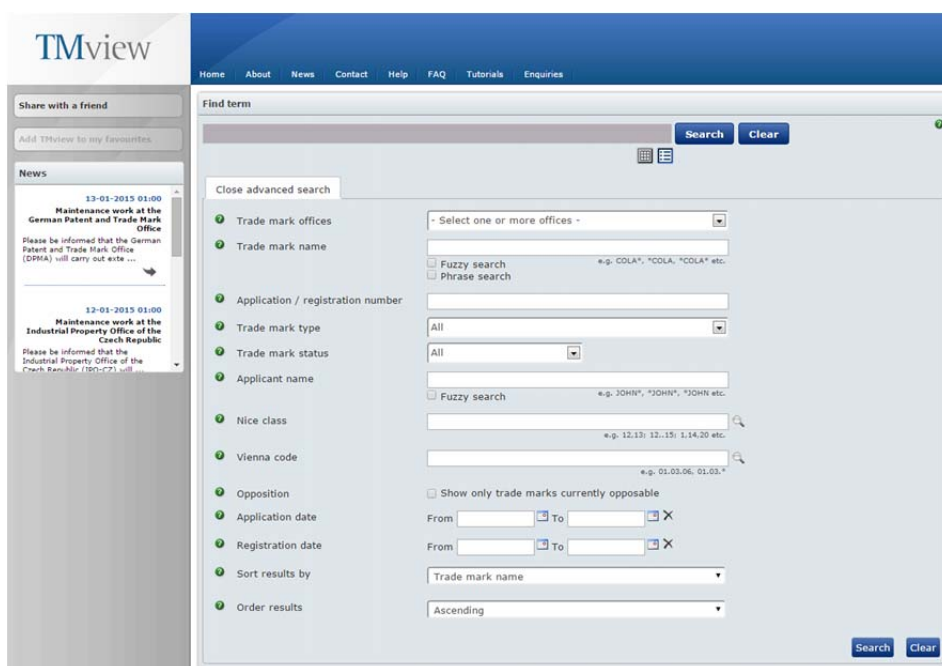 TMview
Home About News Contact Help FAQ Tutorials Enquiries
Share with a friend
Add TMview to my favourites
News
13-01-2015 01:00
Maintenance work at the
German Patent and Trade Mark
Office
Please be informed that the German
Patent and Trade Mark Office
(DPMA) will carry out exte ...
12-01-2015 01:00
Maintenance work at the
Industrial Property Office of the
Czech Republic
Please be informed that the
Industrial Property Office of the
Czech Republic (IPO-CZ) will ...
Find term
Search Clear
Close advanced search
Trade mark offices - Select one or more offices -
Trade mark name
Fuzzy search e.g. COLA*, *COLA, *COLA* etc.
Phrase search
Application / registration number
Trade mark type All
Trade mark status All
Applicant name
Fuzzy search e.g. JOHN*, *JOHN*, *JOHN etc.
Nice class
e.g. 12,13; 12..15; 1,14,20 etc.
Vienna code
e.g. 01.03.06, 01.03.*
Opposition Show only trade marks currently opposable
Application date From To
Registration date From To
Sort results by Trade mark name
Order results Ascending
Search Clear